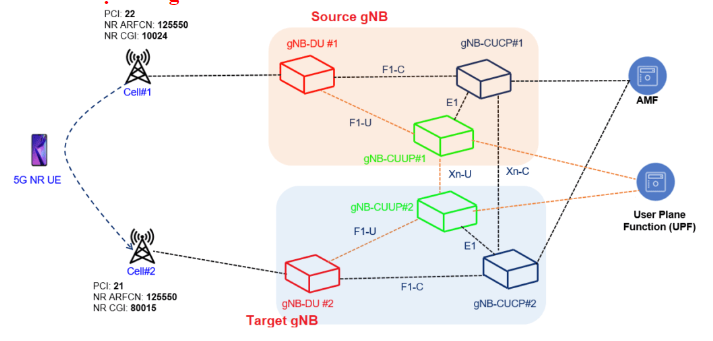 PCI: 22
NR ARFCN: 125550
NR CGI: 10024
Source gNB
gNB-DU #1
gNB-CUCP#1
F1-C
Cell#1
E1
AMF
F1-U
gNB-CUUP#1
Xn-U
Xn-C
5G NR UE
gNB-CUUP#2
User Plane
Function (UPF)
F1-U
E1
Cell#2
PCI: 21
NR ARFCN: 125550
NR CGI: 80015
F1-C
gNB-DU #2
gNB-CUCP#2
Target gNB